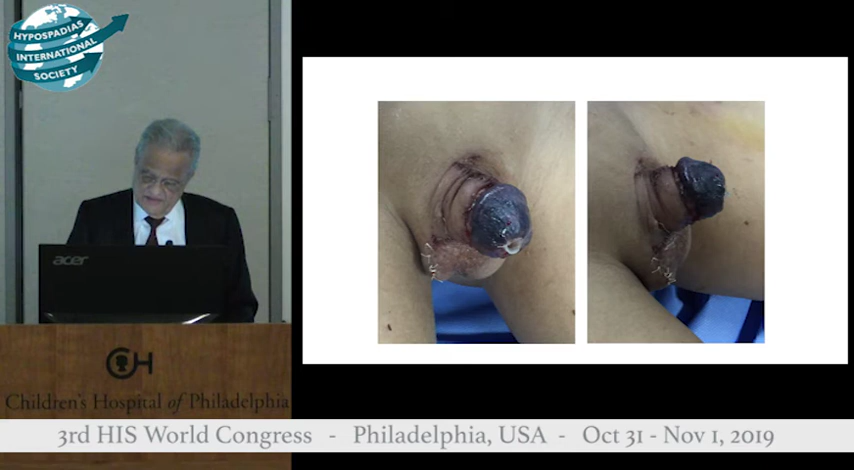 HYPOSPADIAS
INTERNATIONAL
SOCIETY
acer
CH
Children's Hospital of Philadelphia
3rd HIS World Congress - Philadelphia, USA - Oct 31 - Nov 1, 2019